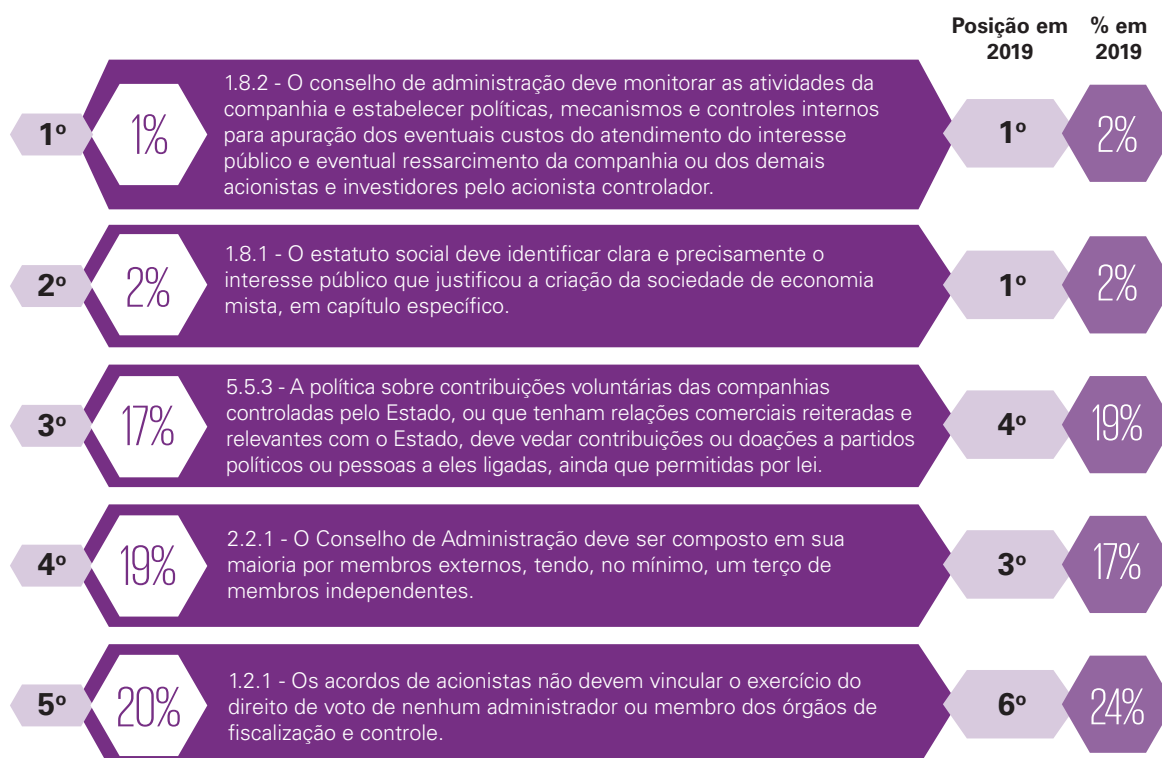 Posição em % em
2019 2019
1.8.2 - O conselho de administração deve monitorar as atividades da
companhia e estabelecer políticas, mecanismos e controles internos
1º 1% para apuração dos eventuais custos do atendimento do interesse 1º 2%
público e eventual ressarcimento da companhia ou dos demais
acionistas e investidores pelo acionista controlador.
1.8.1 - O estatuto social deve identificar clara e precisamente o
2º 2% interesse público que justificou a criação da sociedade de economia 1º 2%
mista, em capítulo específico.
5.5.3 - A política sobre contribuições voluntárias das companhias
controladas pelo Estado, ou que tenham relações comerciais reiteradas e
3º 17% relevantes com o Estado, deve vedar contribuições ou doações a partidos 4º 19%
políticos ou pessoas a eles ligadas, ainda que permitidas por lei.
2.2.1 - O Conselho de Administração deve ser composto em sua
4º 19% maioria por membros externos, tendo, no mínimo, um terço de 3º 17%
membros independentes.
1.2.1 - Os acordos de acionistas não devem vincular o exercício do
5º 20% direito de voto de nenhum administrador ou membro dos órgãos de 6º 24%
fiscalização e controle.